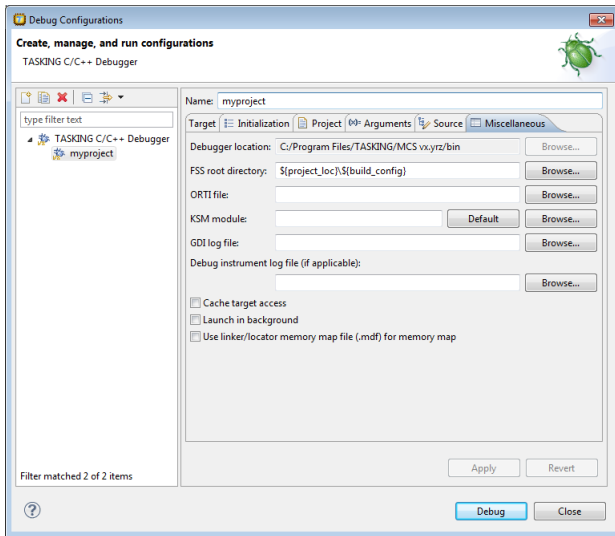 Debug Configurations
Create, manage, and run configurations
TASKING C/C++ Debugger
type filter text
TASKING C/C++ Debugger
myproject
Filter matched 2 of 2 items
Name: myproject
Target Initialization Project (x)= Arguments Source Miscellaneous
Debugger location: C:/Program Files/TASKING/MCS vx.yrz/bin Browse...
FSS root directory: ${project_loc}\${build_config} Browse...
ORTI file: Browse...
KSM module: Default Browse...
GDI log file: Browse...
Debug instrument log file (if applicable):
Browse...
Cache target access
Launch in background
Use linker/locator memory map file (.mdf) for memory map
Apply Revert
? Debug Close